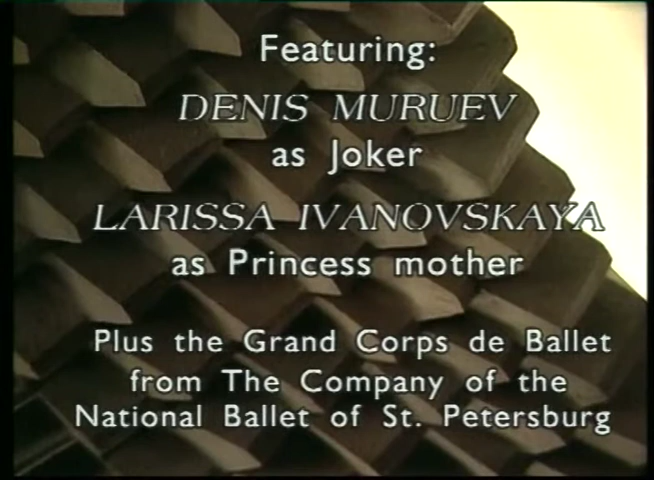 Featuring:
DENIS MURUEV
as Joker
LARISSA IVANOVSKAYA
as Princess mother
Plus the Grand Corps de Ballet
from The Company of the
National Ballet of St. Petersburg